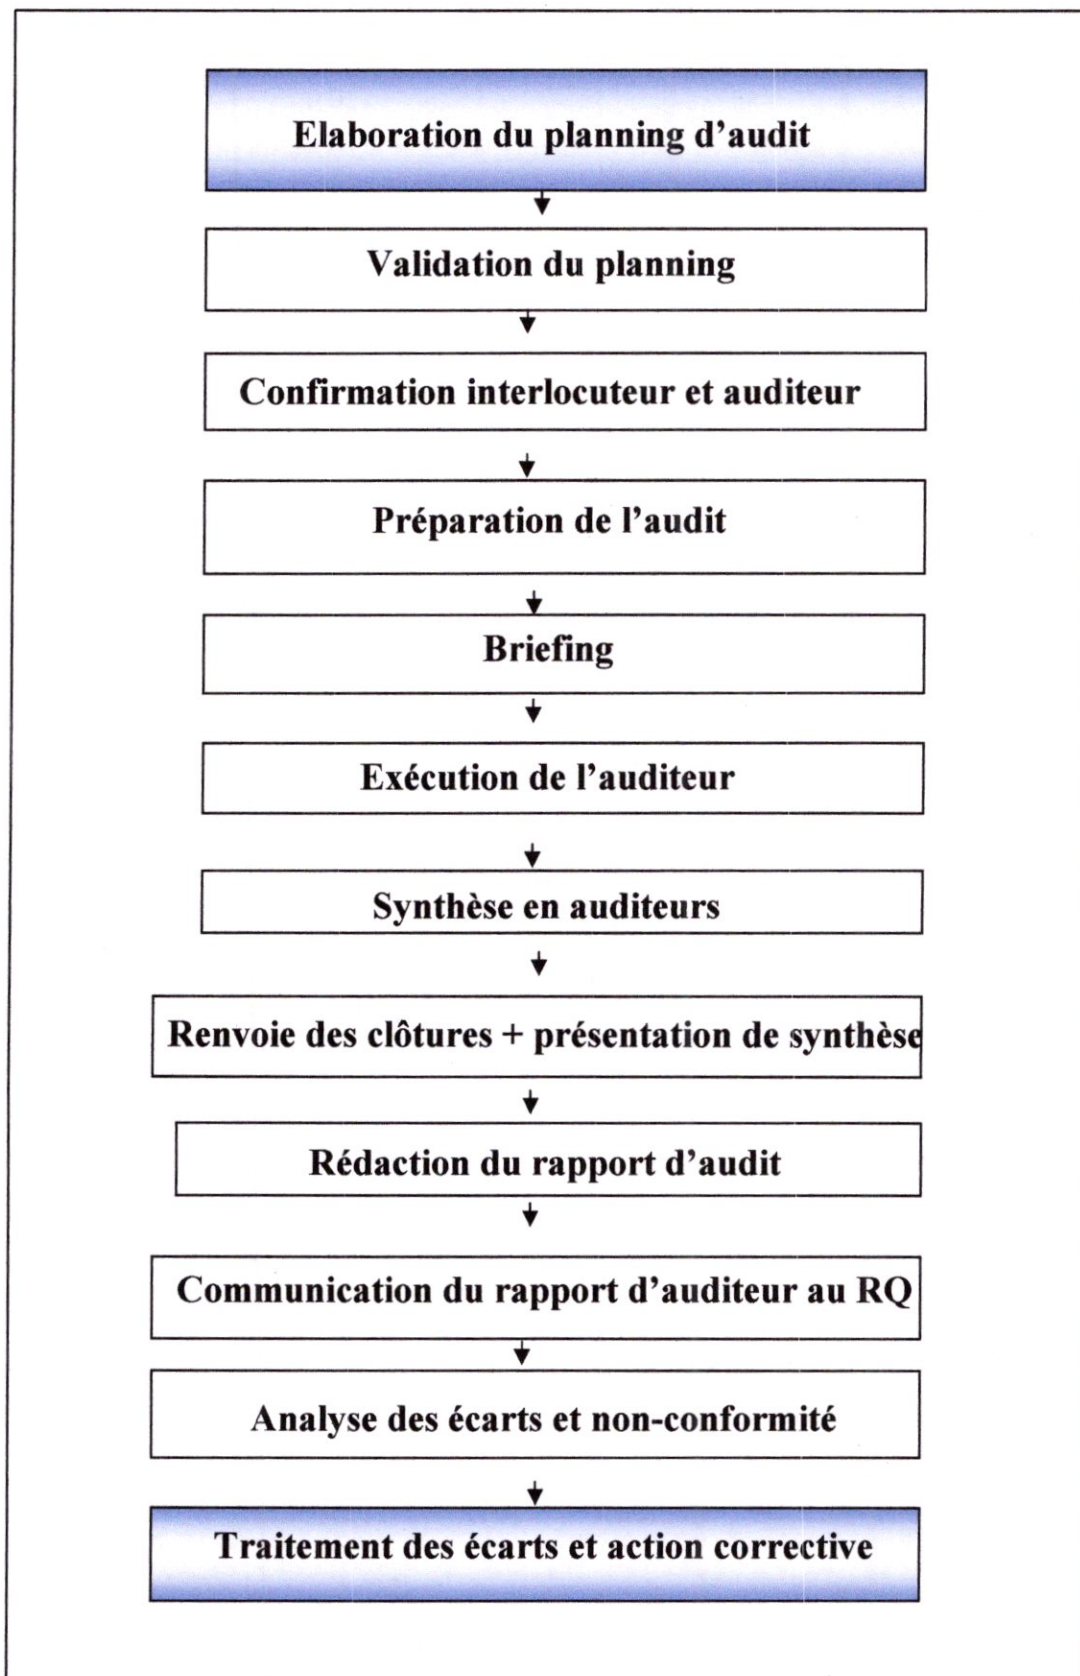 Elaboration du planning d’audit
Validation du planning
Confirmation interlocuteur et auditeur
Préparation de l’audit
Briefing
Exécution de l’auditeur
Synthèse en auditeurs
Renvoie des clôtures + présentation de synthèse
Rédaction du rapport d’audit
Communication du rapport d’auditeur au RQ
Analyse des écarts et non-conformité
Traitement des écarts et action corrective